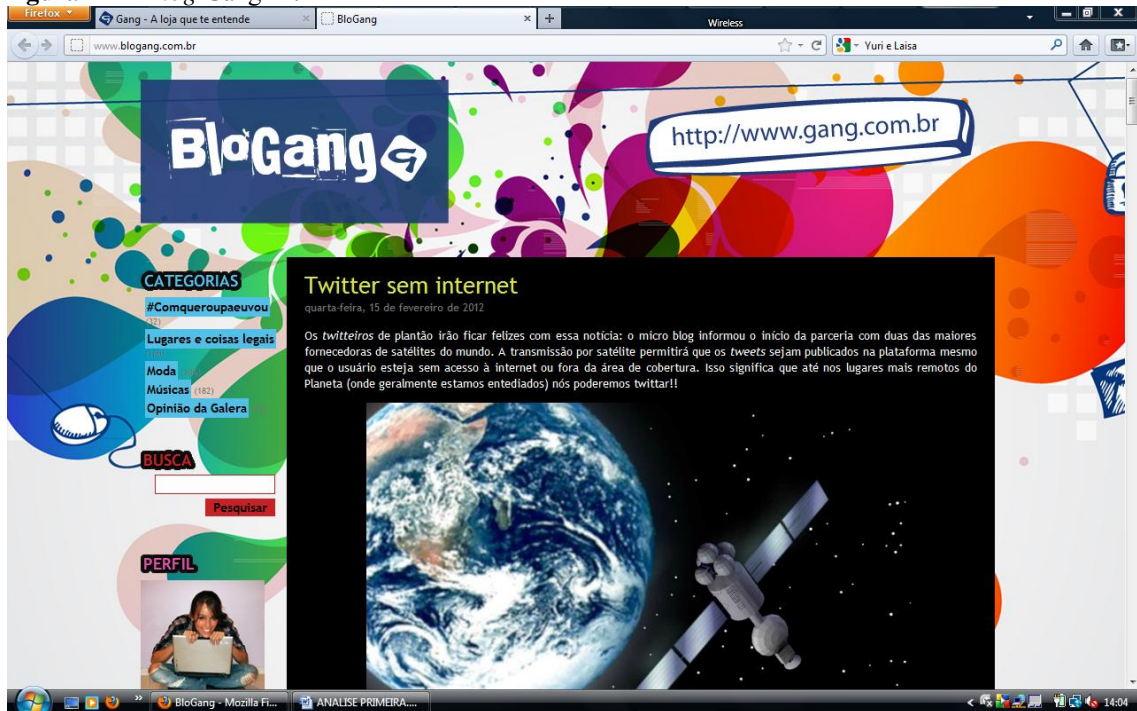 Firefox
Gang - A loja que te entende
BloGang
Wireless
www.blogang.com.br
Yuri e Laisa
BloGang
http://www.gang.com.br
CATEGORIAS
#Comqueroupaeuvou
Lugares e coisas legais
Moda
Músicas (182)
Opinião da Galera
BUSCA
Pesquisar
PERFIL
Twitter sem internet
quarta-feira, 15 de fevereiro de 2012
Os twitteiros de plantão irão ficar felizes com essa notícia: o micro blog informou o início da parceria com duas das maiores
fornecedoras de satélites do mundo. A transmissão por satélite permitirá que os tweets sejam publicados na plataforma mesmo
que o usuário esteja sem acesso à internet ou fora da área de cobertura. Isso significa que até nos lugares mais remotos do
Planeta (onde geralmente estamos entediados) nós poderemos twittar!!
BloGang - Mozilla Fi...
ANALISE PRIMEIRA....
14:04